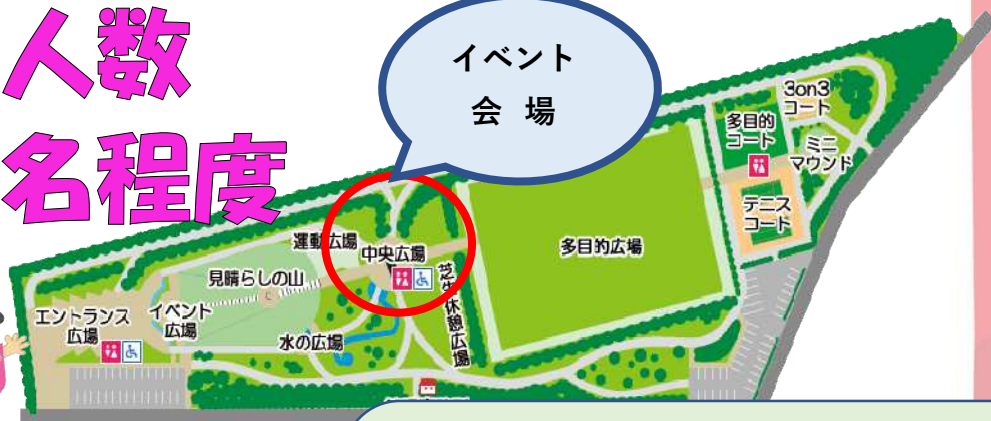 人数
名程度
イベント
会 場
3on3
コート
多目的
コート
ミニ
マウンド
テニス
コート
多目的広場
運動広場
中央広場
見晴らしの山
芝生休憩広場
エントランス
広場
イベント
広場
水の広場